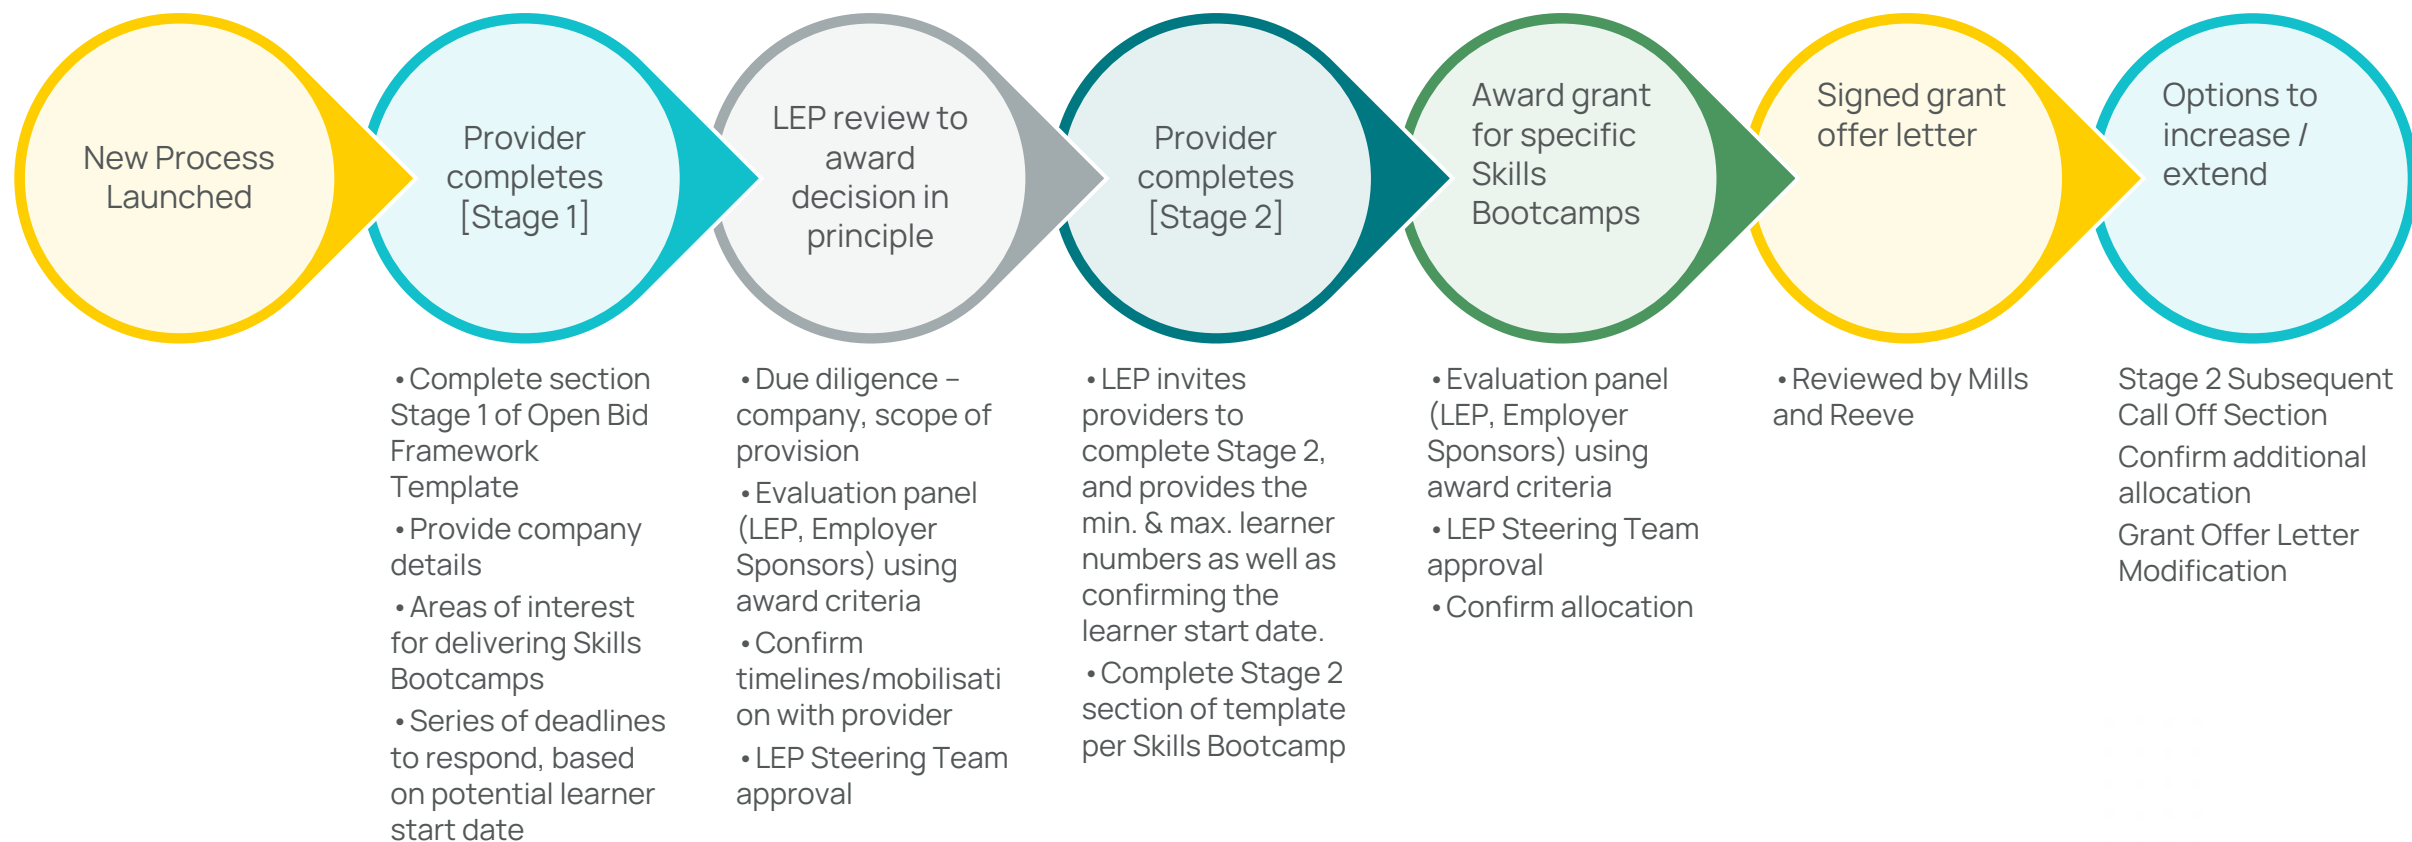 New Process
Launched
Provider
completes
[Stage 1]
LEP review to
award
decision in
principle
Provider
completes
[Stage 2]
Award grant
for specific
Skills
Bootcamps
Signed grant
offer letter
Options to
increase /
extend
•Complete section
Stage 1 of Open Bid
Framework
Template
•Provide company
details
•Areas of interest
for delivering Skills
Bootcamps
•Series of deadlines
to respond, based
on potential learner
start date
•Due diligence –
company, scope of
provision
•Evaluation panel
(LEP, Employer
Sponsors) using
award criteria
•Confirm
timelines/mobilisati
on with provider
•LEP Steering Team
approval
•LEP invites
providers to
complete Stage 2,
and provides the
min. & max. learner
numbers as well as
confirming the
learner start date.
•Complete Stage 2
section of template
per Skills Bootcamp
•Evaluation panel
(LEP, Employer
Sponsors) using
award criteria
•LEP Steering Team
approval
•Confirm allocation
•Reviewed by Mills
and Reeve
Stage 2 Subsequent
Call Off Section
Confirm additional
allocation
Grant Offer Letter
Modification